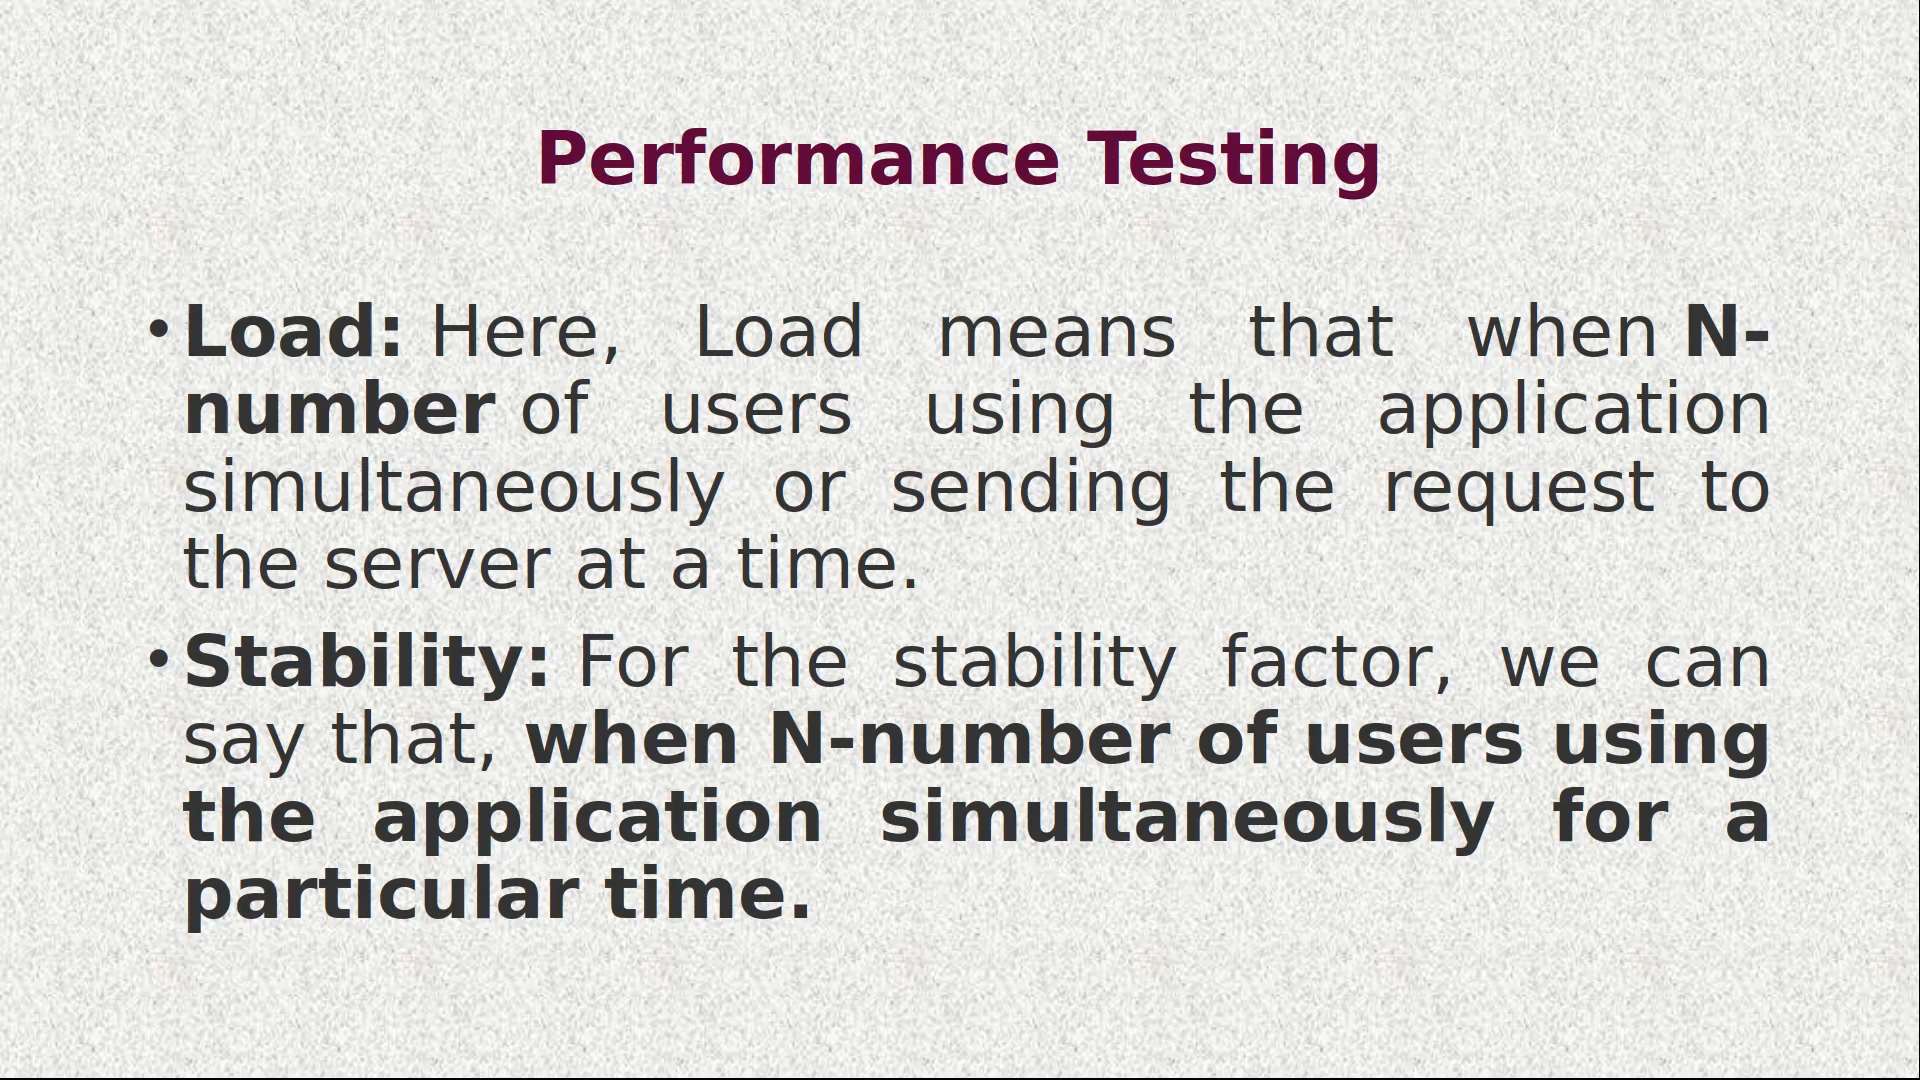 Performance Testing
• Load: Here, Load means that when N-
number of users using the application
simultaneously or sending the request to
the server at a time.
• Stability: For the stability factor, we can
say that, when N-number of users using
the application simultaneously for a
particular time.